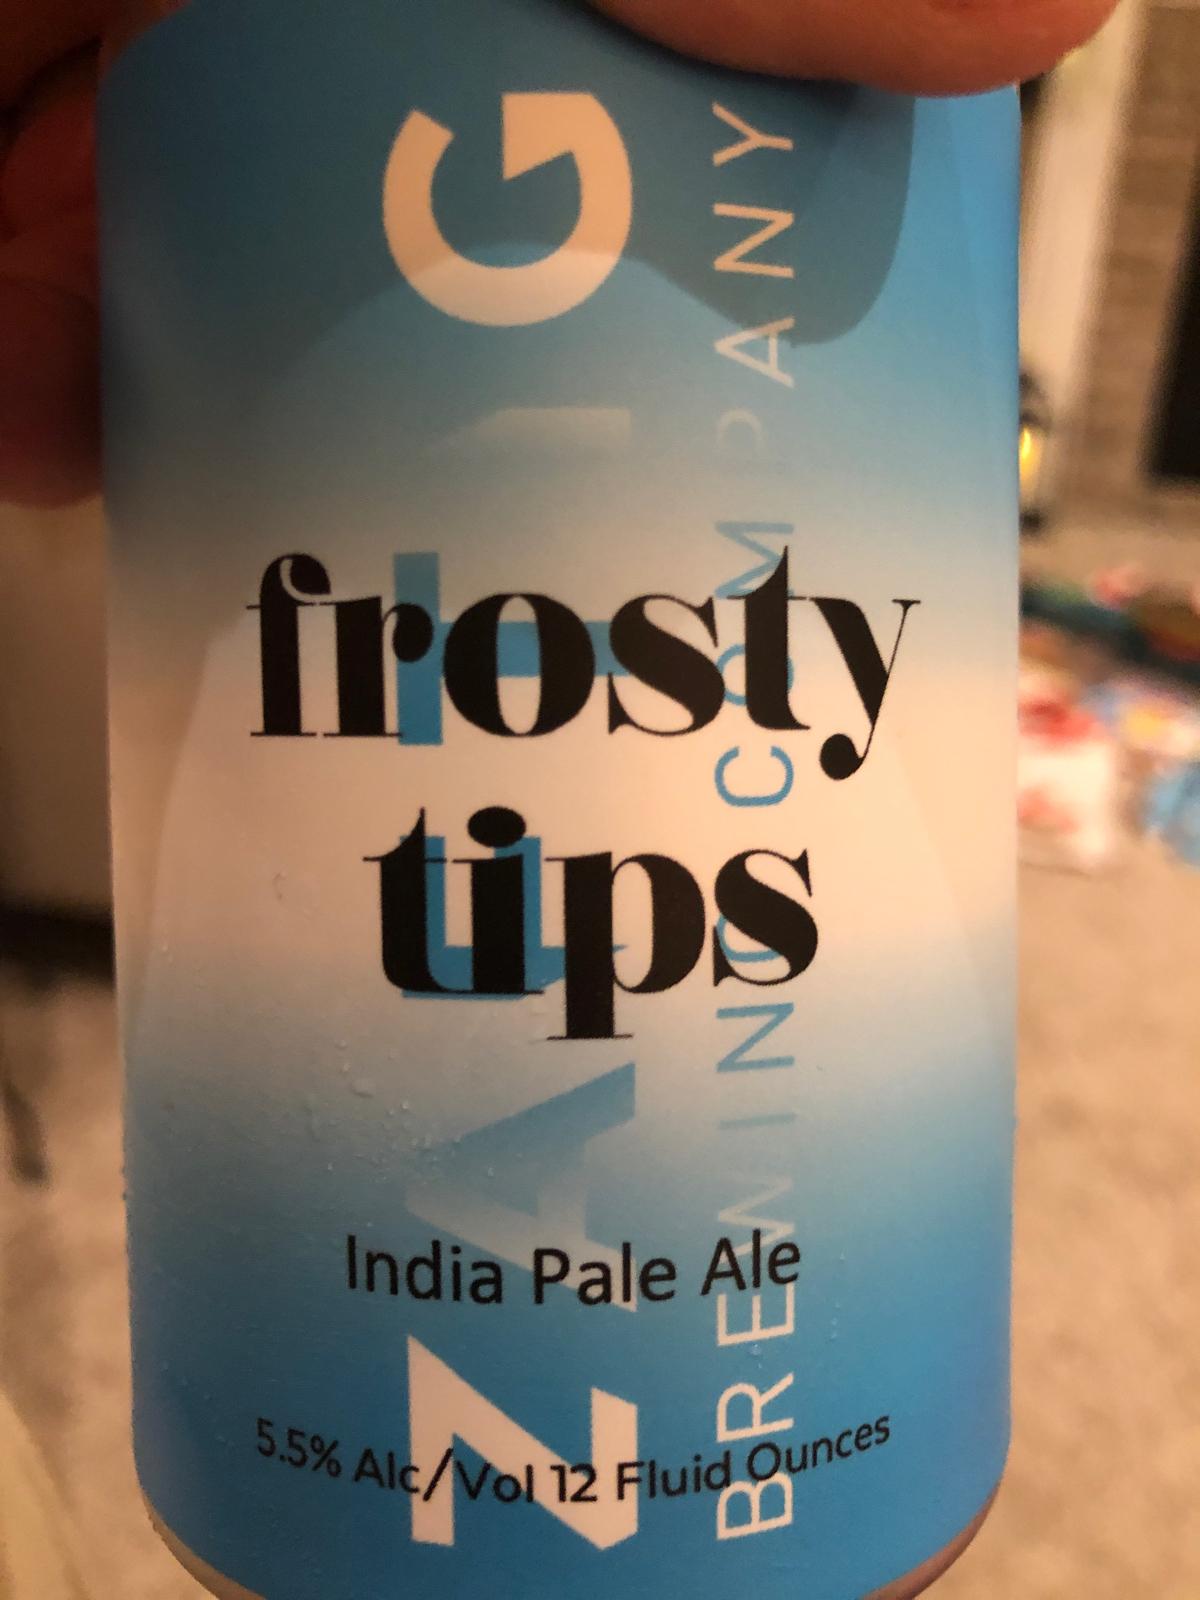 frosty
tips
India Pale Ale
5.5% Alc/Vol 12 Fluid Ounces
BREWING COMPANY